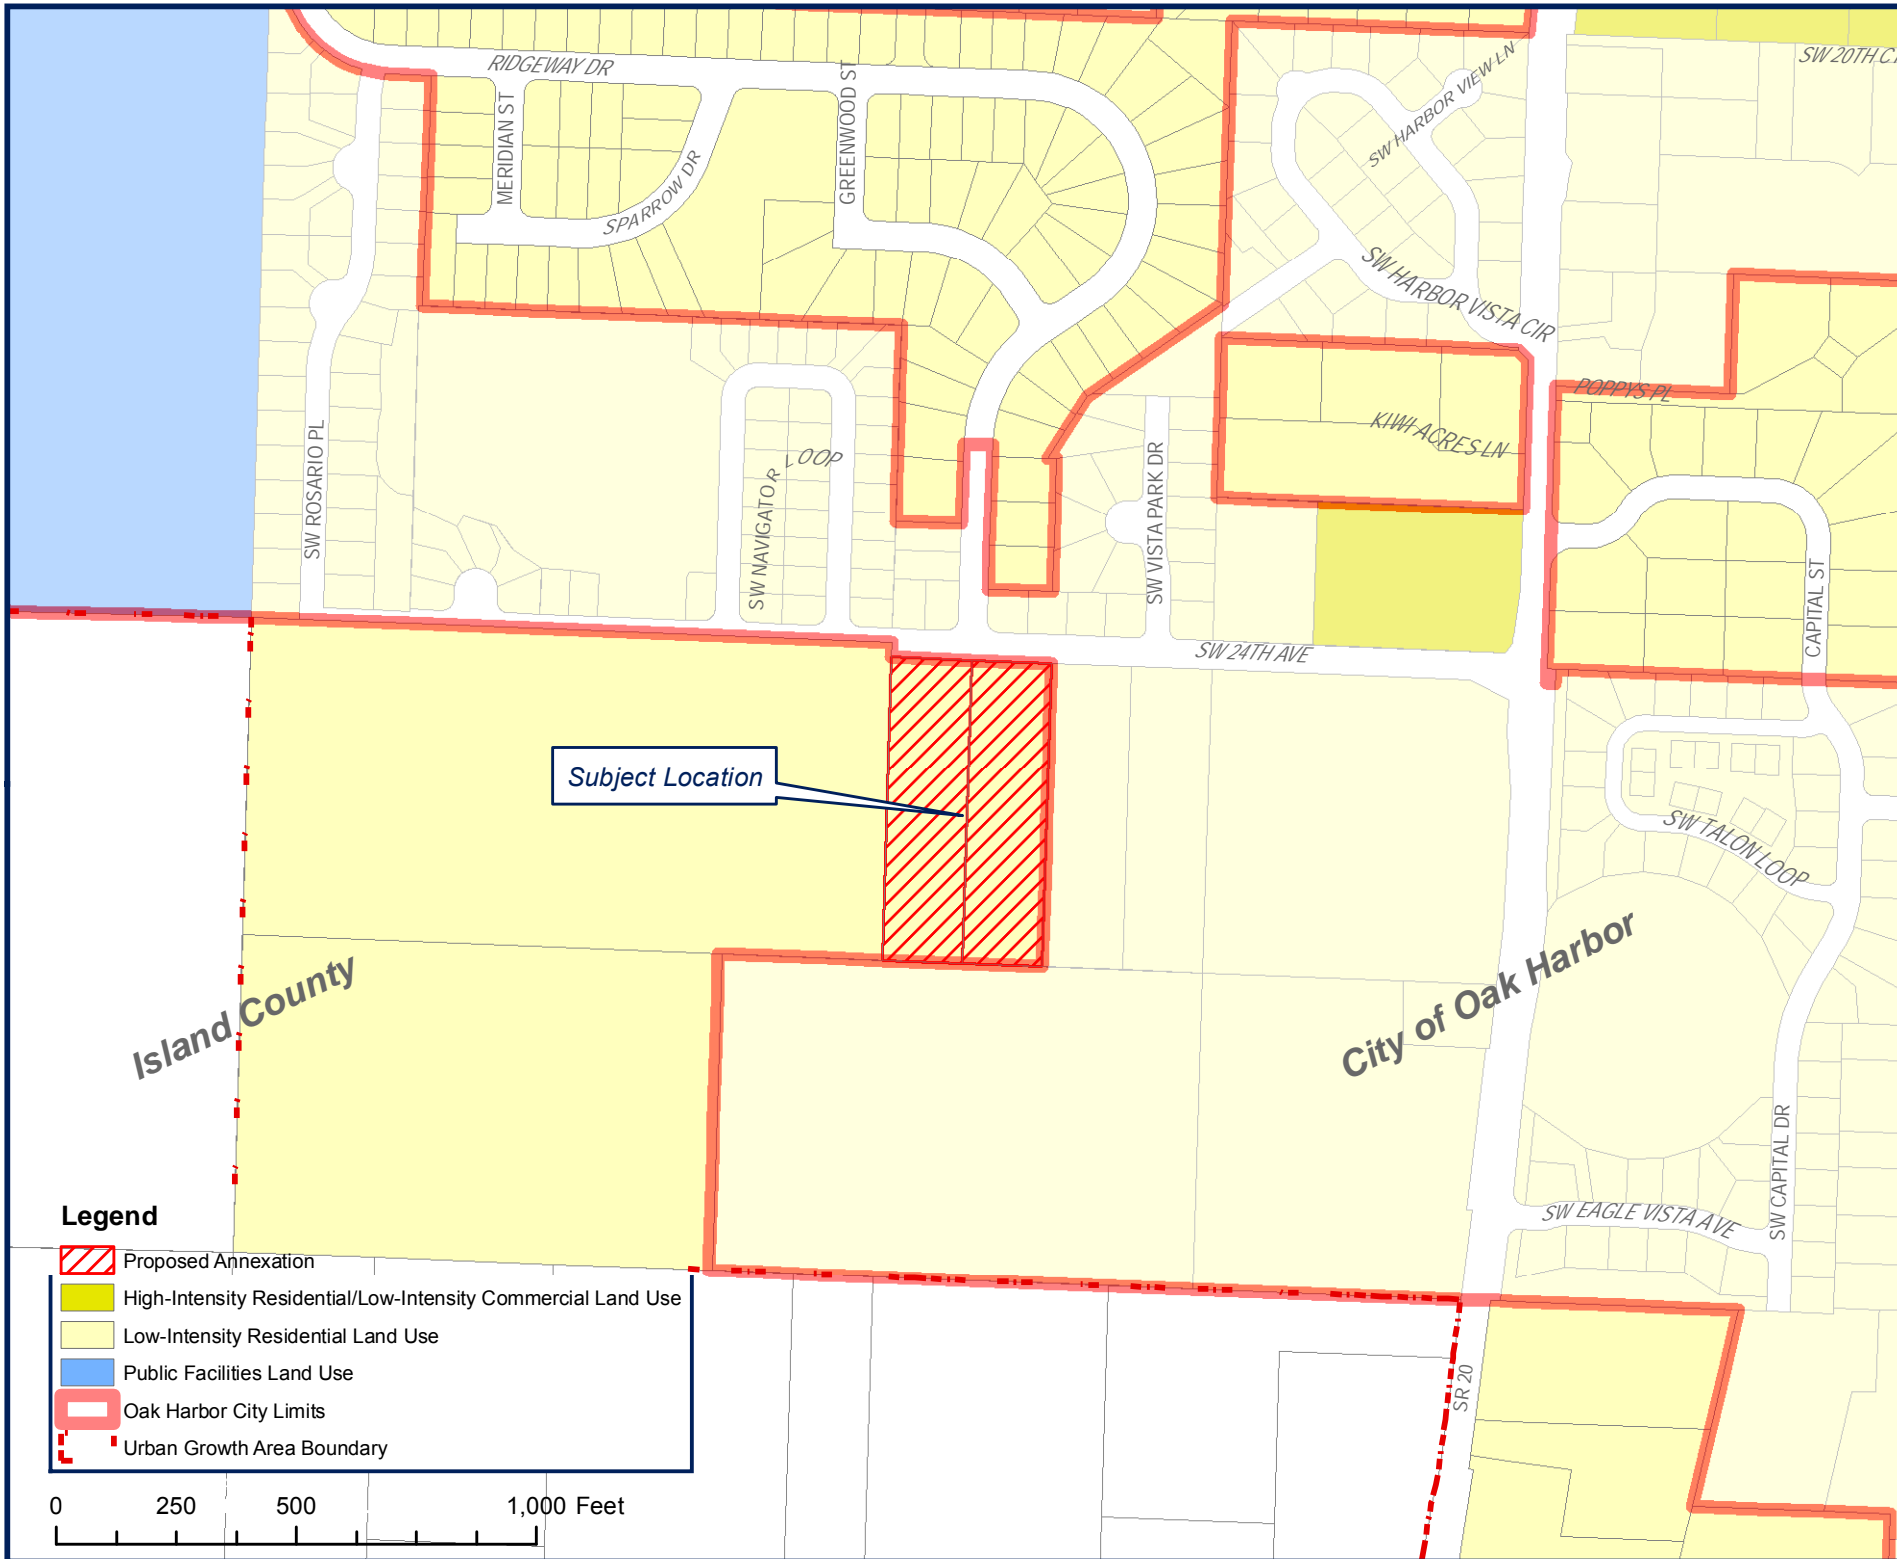 RIDGEWAY DR
MERIDIAN ST
SPARROW DR
GREENWOOD ST
SW HARBOR VIEW LN
SW 20TH CT
SW HARBOR VISTA CIR
POPPYS PL
KIWI ACRES LN
SW ROSARIO PL
SW NAVIGATOR LOOP
SW VISTA PARK DR
CAPITAL ST
SW 24TH AVE
Subject Location
SW TALON LOOP
Island County
City of Oak Harbor
SW CAPITAL DR
SW EAGLE VISTA AVE
SR 20
Legend
Proposed Annexation
High-Intensity Residential/Low-Intensity Commercial Land Use
Low-Intensity Residential Land Use
Public Facilities Land Use
Oak Harbor City Limits
Urban Growth Area Boundary
0 250 500 1,000 Feet